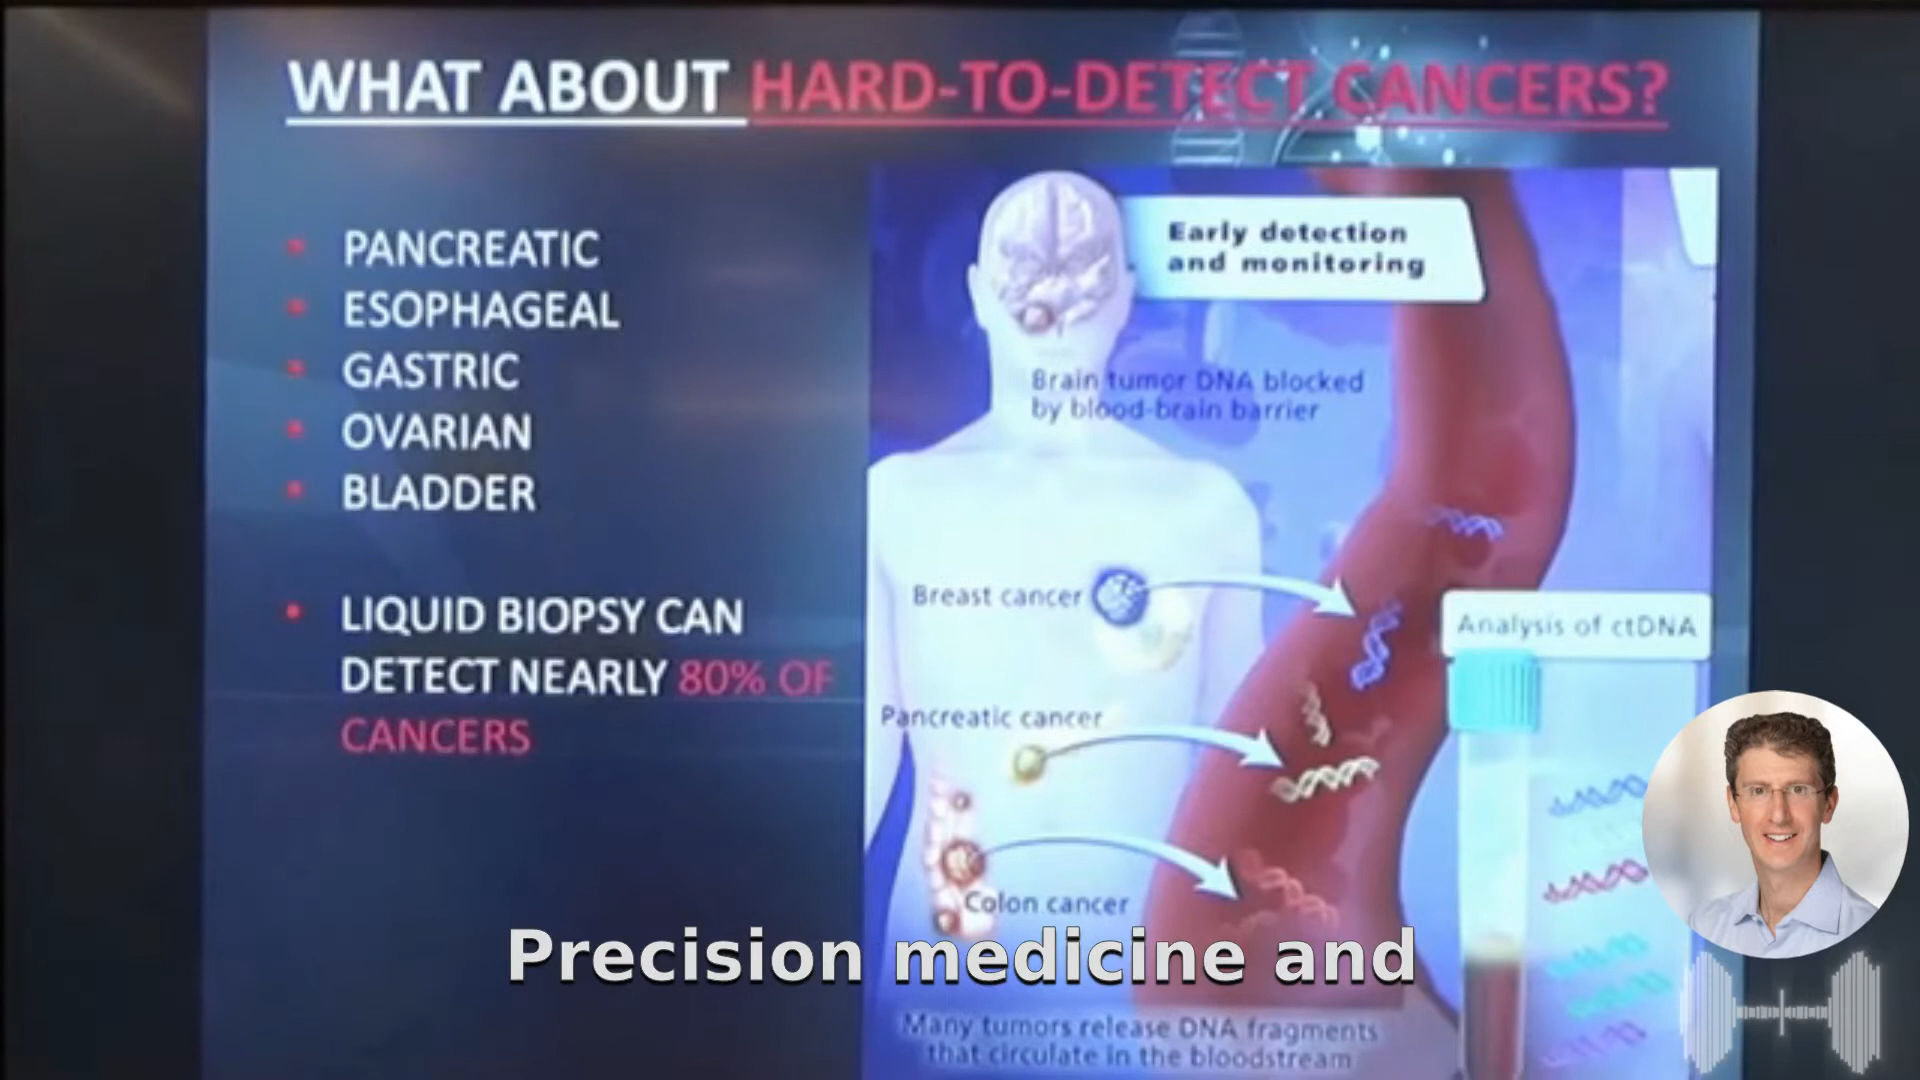 WHAT ABOUT HARD-TO-DETECT CANCERS?
• PANCREATIC
• ESOPHAGEAL
• GASTRIC
• OVARIAN
• BLADDER
• LIQUID BIOPSY CAN
DETECT NEARLY 80% OF
CANCERS
Early detection
and monitoring
Brain tumor DNA blocked
by blood-brain barrier
Breast cancer
Analysis of ctDNA
Pancreatic cancer
Colon cancer
Many tumors release DNA fragments
that circulate in the bloodstream
Precision medicine and